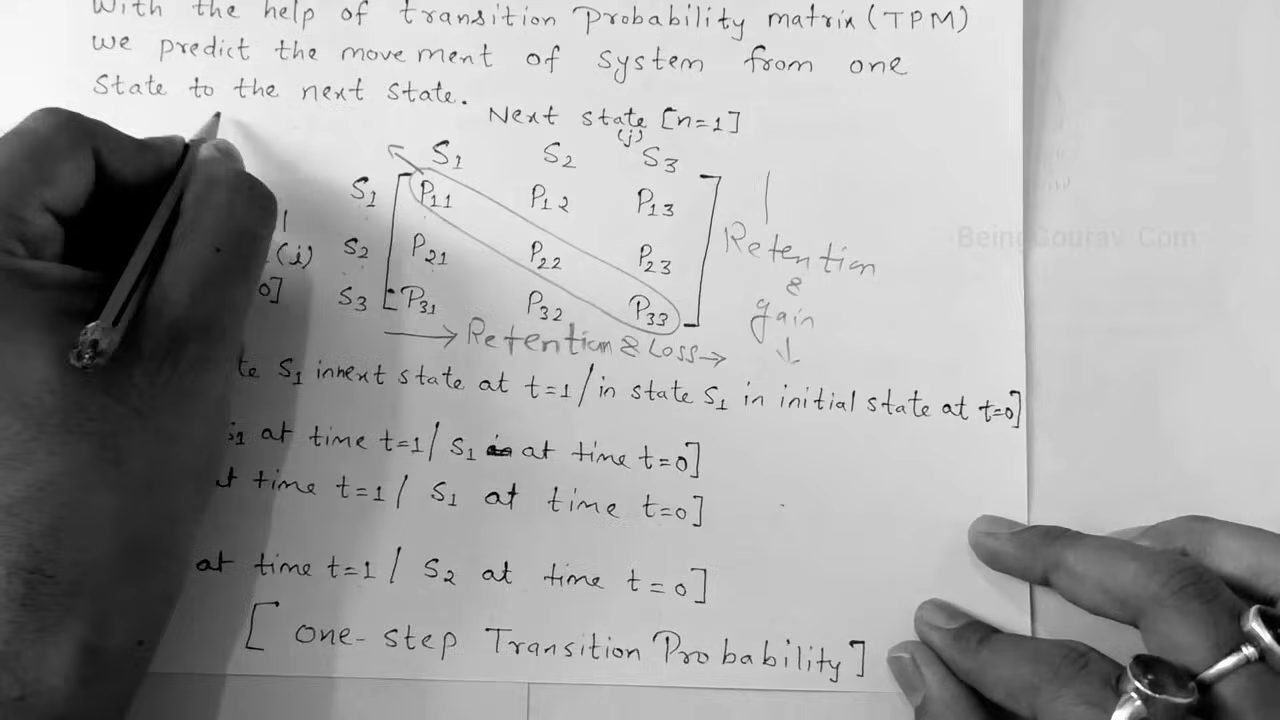 With the help of transition Probability matrix (TPM)
we predict the movement of system from one
State to the next state.
Next state [n=1]
(j)
S1 S2 S3
S1 P11 P12 P13
S2 P21 P22 P23
S3 P31 P32 P33
(i)
0]
Retention
&
gain
Retention & Loss
BeingGourav.Com
te S1 in next state at t=1 / in state S1 in initial state at t=0]
at time t=1 / S1 at time t=0]
time t=1 / S1 at time t=0]
at time t=1 / S2 at time t=0]
[one-step Transition Probability]